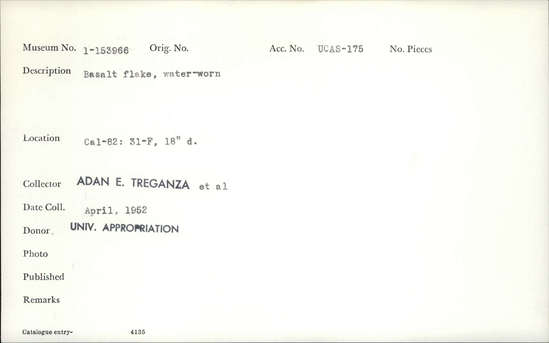 Museum No. 1-153966 Orig. No. Acc. No. UCAS-175 No. Pieces
Description Basalt flake, water-worn
Location Cal-82: 31-F, 18" d.
Collector ADAN E. TREGANZA et al
Date Coll. April, 1952
Donor. UNIV. APPROPRIATION
Photo
Published
Remarks
Catalogue entry- 4135